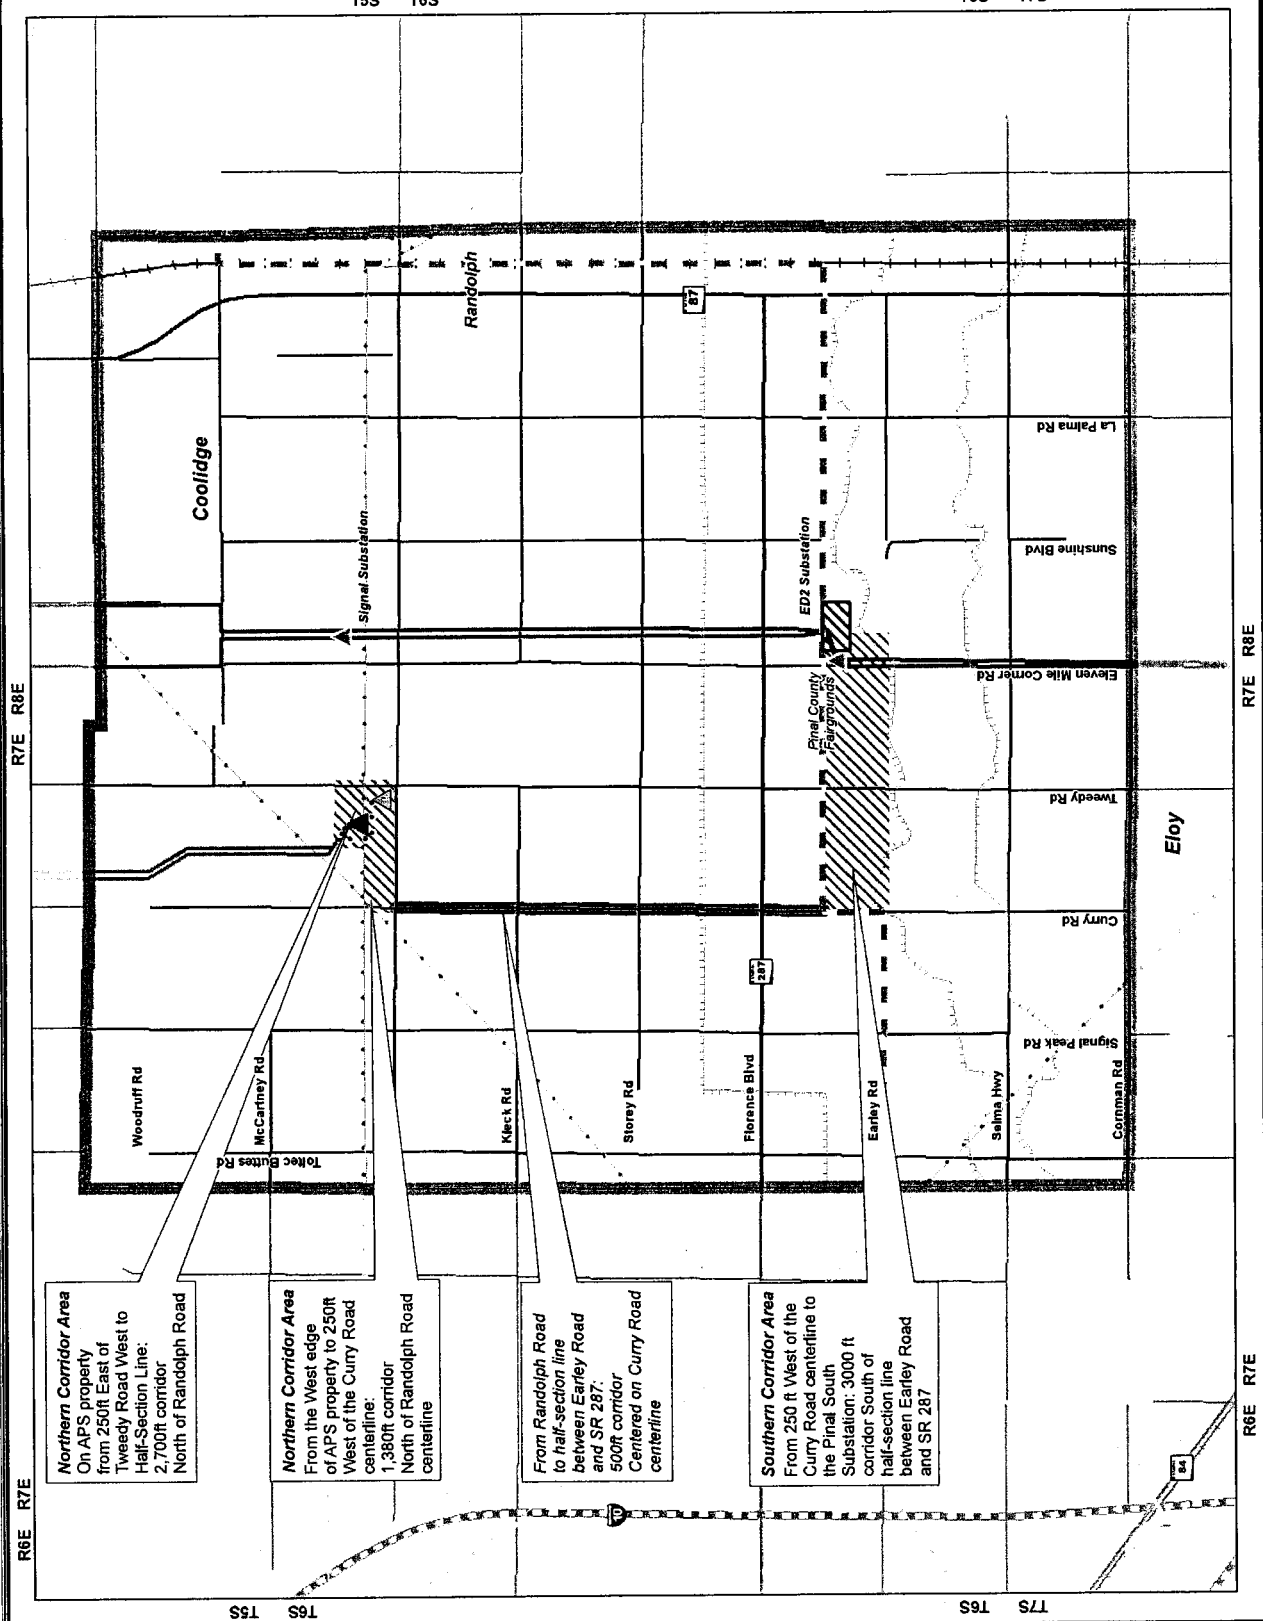 T5S T6S
T6S T7S
R6E R7E
R7E R8E
Northern Corridor Area
On APS property
from 250ft East of
Tweedy Road West to
Half-Section Line:
2,700ft corridor
North of Randolph Road
Northern Corridor Area
From the West edge
of APS property to 250ft
West of the Curry Road
centerline:
1,380ft corridor
North of Randolph Road
centerline
From Randolph Road
to half-section line
between Earley Road
and SR 287:
500ft corridor
Centered on Curry Road
centerline
Southern Corridor Area
From 250 ft West of the
Curry Road centerline to
the Pinal South
Substation: 3000 ft
corridor South of
half-section line
between Earley Road
and SR 287
Woodruff Rd
McCartney Rd
Kleck Rd
Storey Rd
Florence Blvd
Earley Rd
Selma Hwy
Cornman Rd
Toltec Buttes Rd
Signal Peak Rd
Curry Rd
Tweedy Rd
Eleven Mile Corner Rd
Sunshine Blvd
La Palma Rd
Coolidge
Randolph
Signal Substation
ED2 Substation
Pinal County
Fairgrounds
Eloy
87
287
84
10
R6E R7E
R7E R8E
T5S T6S